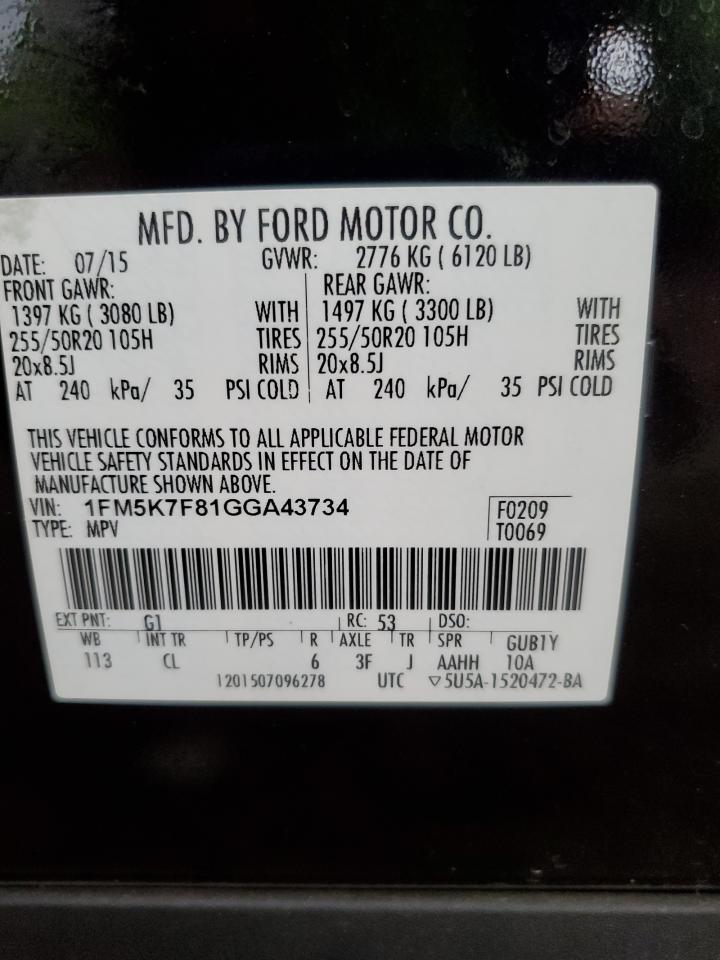 MFD. BY FORD MOTOR CO.
DATE: 07/15 GVWR: 2776 KG ( 6120 LB)
FRONT GAWR: REAR GAWR:
1397 KG ( 3080 LB) WITH 1497 KG ( 3300 LB) WITH
255/50R20 105H TIRES 255/50R20 105H TIRES
20x8.5J RIMS 20x8.5J RIMS
AT 240 kPa/ 35 PSI COLD AT 240 kPa/ 35 PSI COLD
THIS VEHICLE CONFORMS TO ALL APPLICABLE FEDERAL MOTOR
VEHICLE SAFETY STANDARDS IN EFFECT ON THE DATE OF
MANUFACTURE SHOWN ABOVE.
VIN: 1FM5K7F81GGA43734 F0209
TYPE: MPV T0069
EXT PNT: G1 RC: 53 DSO:
WB INT TR TP/PS R AXLE TR SPR GUB1Y
113 CL 6 3F J AAHH 10A
1201507096278 UTC ▽5U5A-1520472-BA